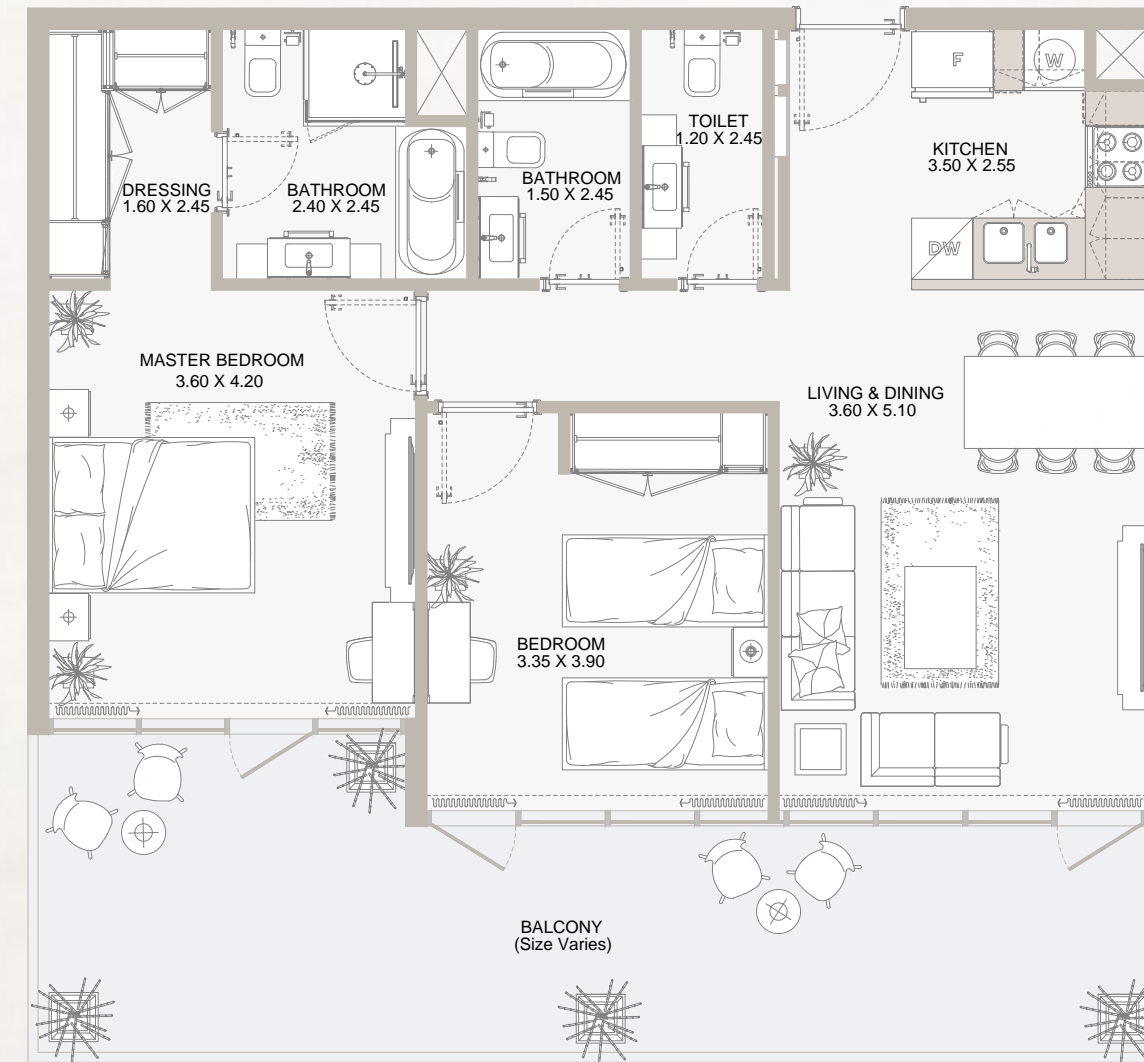 F
W
TOILET
1.20 X 2.45
KITCHEN
3.50 X 2.55
DRESSING
1.60 X 2.45
BATHROOM
2.40 X 2.45
BATHROOM
1.50 X 2.45
DW
MASTER BEDROOM
3.60 X 4.20
LIVING & DINING
3.60 X 5.10
BEDROOM
3.35 X 3.90
BALCONY
(Size Varies)